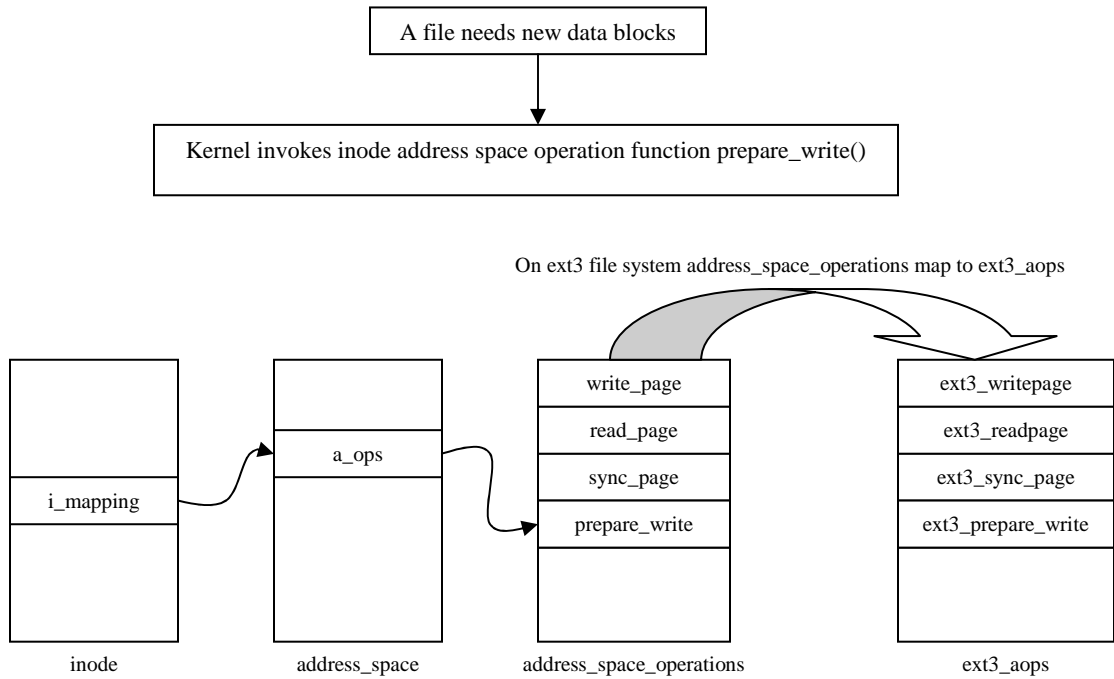 A file needs new data blocks
Kernel invokes inode address space operation function prepare_write()
On ext3 file system address_space_operations map to ext3_aops
i_mapping
inode
a_ops
address_space
write_page
read_page
sync_page
prepare_write
address_space_operations
ext3_writepage
ext3_readpage
ext3_sync_page
ext3_prepare_write
ext3_aops